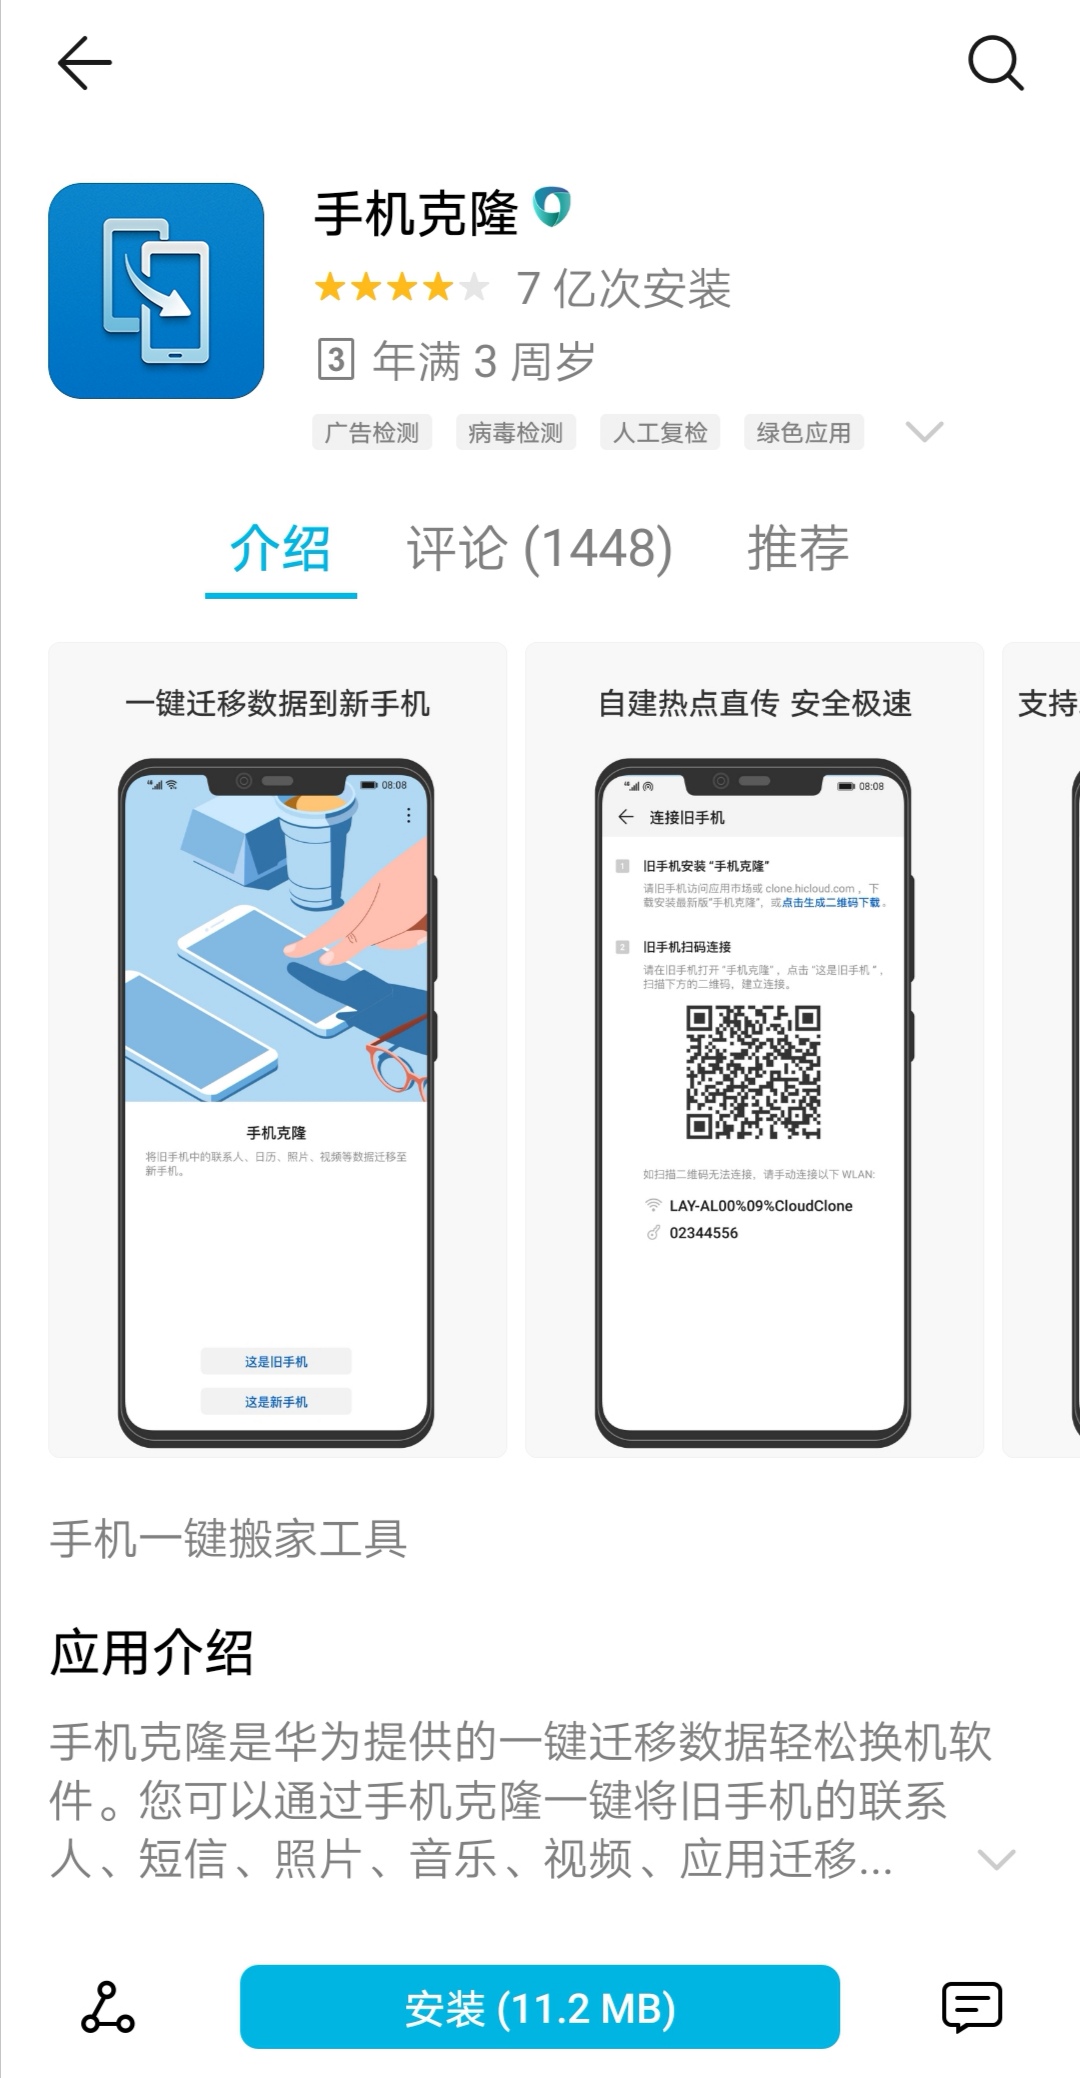 手机克隆
7 亿次安装
3 年满 3 周岁
广告检测 病毒检测 人工复检 绿色应用
介绍 评论 (1448) 推荐
一键迁移数据到新手机
08:08
手机克隆
将旧手机中的联系人、日历、照片、视频等数据迁移至
新手机。
这是旧手机
这是新手机
自建热点直传 安全极速
08:08
连接旧手机
1 旧手机安装 “手机克隆”
请旧手机访问应用市场或 clone.hicloud.com ，下
载安装最新版“手机克隆”，或点击生成二维码下载 。
2 旧手机扫码连接
请在旧手机打开 “手机克隆” ，点击 “这是旧手机 ” ，
扫描下方的二维码，建立连接。
如扫描二维码无法连接，请手动连接以下 WLAN:
LAY-AL00%09%CloudClone
02344556
支持
手机一键搬家工具
应用介绍
手机克隆是华为提供的一键迁移数据轻松换机软
件。您可以通过手机克隆一键将旧手机的联系
人、短信、照片、音乐、视频、应用迁移...
安装 (11.2 MB)